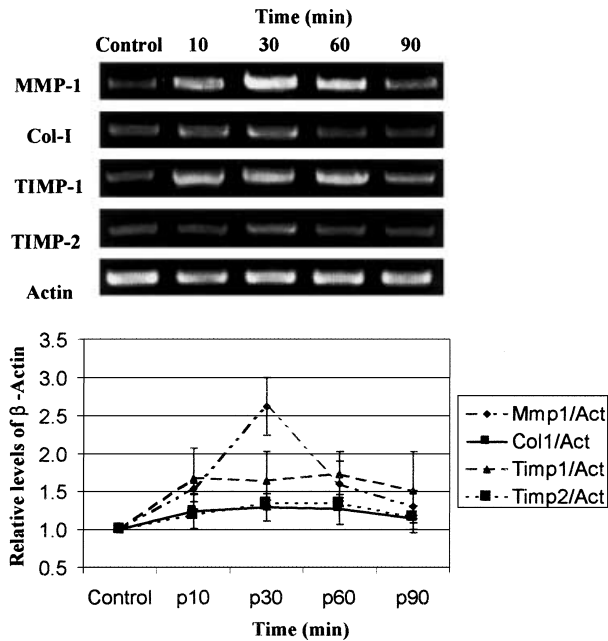 Time (min)
Control 10 30 60 90
MMP-1
Col-I
TIMP-1
TIMP-2
Actin
Relative levels of β -Actin
3.5
3.0
2.5
2.0
1.5
1.0
0.5
Control p10 p30 p60 p90
Time (min)
Mmp1/Act
Col1/Act
Timp1/Act
Timp2/Act